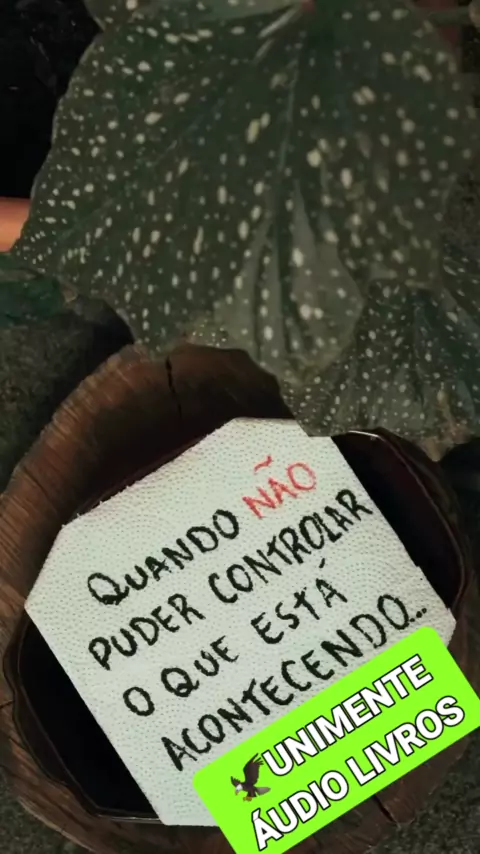 QUANDO NÃO
PUDER CONTROLAR
O QUE ESTÁ
ACONTECENDO...
🦅UNIMENTE
ÁUDIO LIVROS